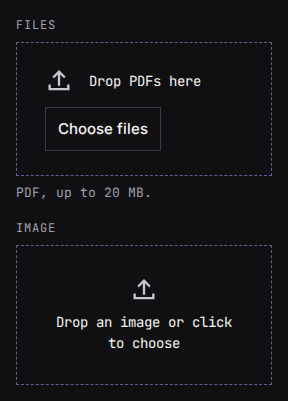 FILES
Drop PDFs here
Choose files
PDF, up to 20 MB.
IMAGE
Drop an image or click
to choose